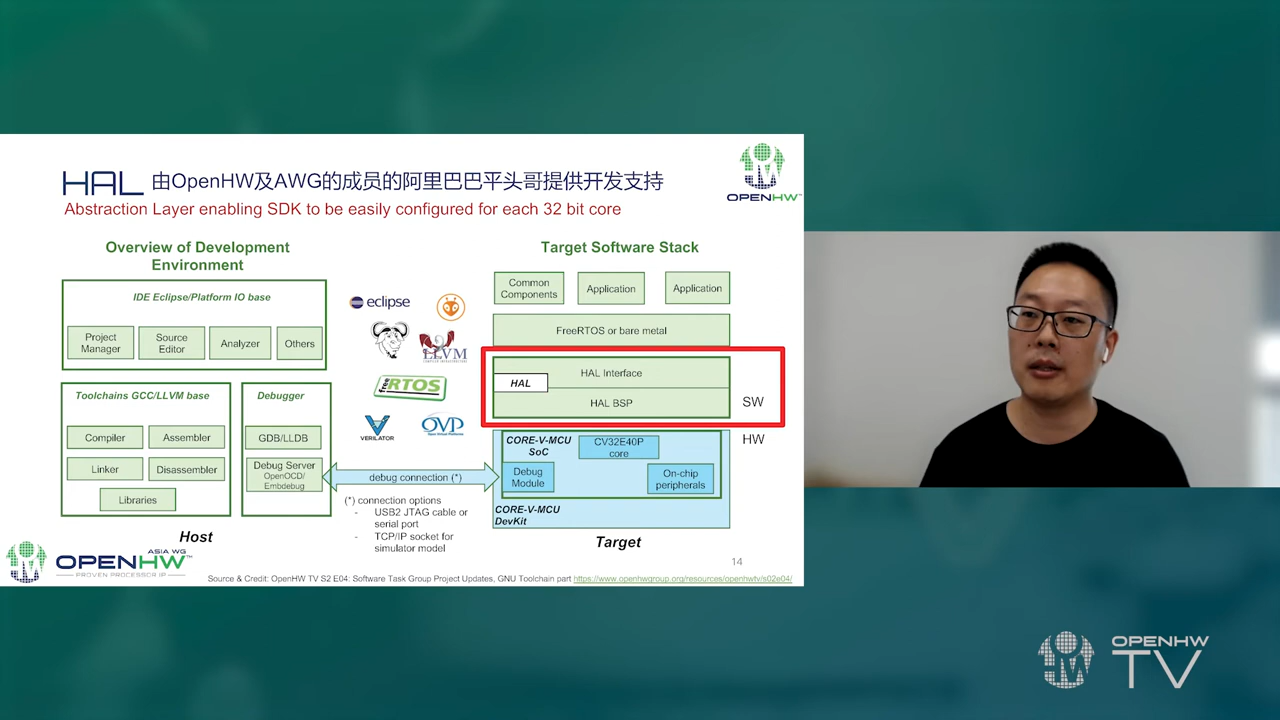 HAL 由OpenHW及AWG的成员的阿里巴巴平头哥提供开发支持
Abstraction Layer enabling SDK to be easily configured for each 32 bit core
OPENHW™
Overview of Development
Environment
IDE Eclipse/Platform IO base
Project
Manager
Source
Editor
Analyzer
Others
Toolchains GCC/LLVM base
Compiler
Assembler
Linker
Disassembler
Libraries
Debugger
GDB/LLDB
Debug Server
OpenOCD/
Embdebug
Host
eclipse
LLVM
COMPILER INFRASTRUCTURE
free
RTOS
VERILATOR
OVP
Open Virtual Platforms
debug connection (*)
(*) connection options
- USB2 JTAG cable or
serial port
- TCP/IP socket for
simulator model
Target Software Stack
Common
Components
Application
Application
FreeRTOS or bare metal
HAL Interface
HAL
HAL BSP
SW
HW
CORE-V-MCU
SoC
CV32E40P
core
Debug
Module
On-chip
peripherals
CORE-V-MCU
DevKit
Target
ASIA WG
OPENHW™
PROVEN PROCESSOR IP
14
Source & Credit: OpenHW TV S2 E04: Software Task Group Project Updates, GNU Toolchain part https://www.openhwgroup.org/resources/openhwtv/s02e04/
OPENHW
TV